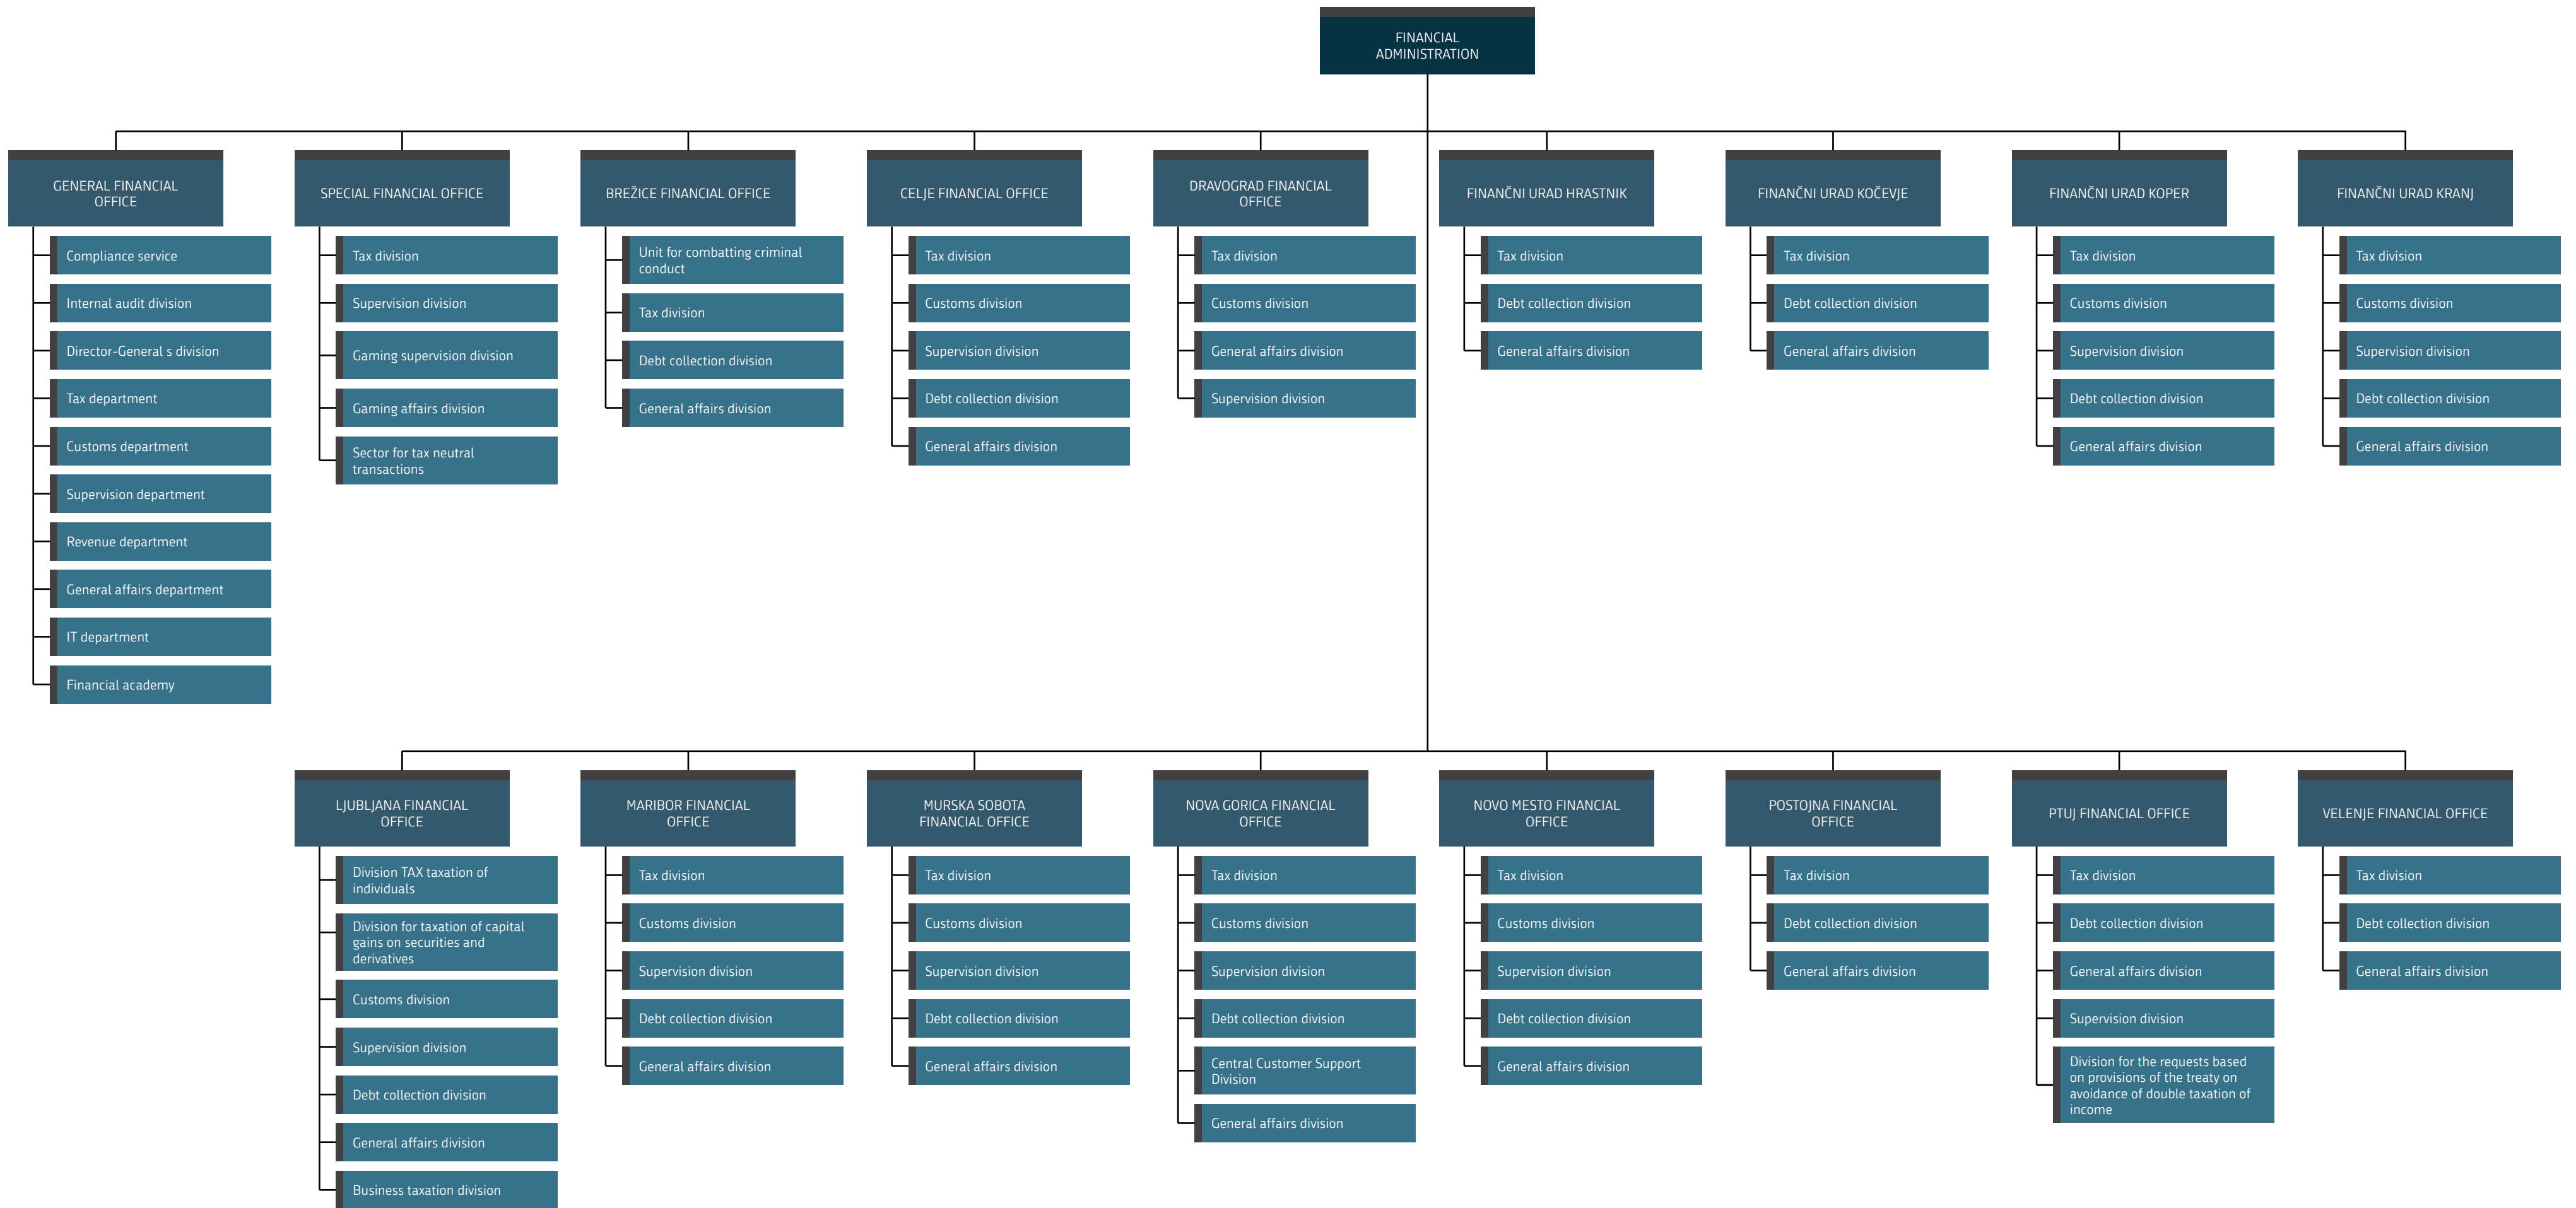 FINANCIAL
ADMINISTRATION
GENERAL FINANCIAL
OFFICE
Compliance service
Internal audit division
Director-General s division
Tax department
Customs department
Supervision department
Revenue department
General affairs department
IT department
Financial academy
SPECIAL FINANCIAL OFFICE
Tax division
Supervision division
Gaming supervision division
Gaming affairs division
Sector for tax neutral
transactions
BREŽICE FINANCIAL OFFICE
Unit for combatting criminal
conduct
Tax division
Debt collection division
General affairs division
CELJE FINANCIAL OFFICE
Tax division
Customs division
Supervision division
Debt collection division
General affairs division
DRAVOGRAD FINANCIAL
OFFICE
Tax division
Customs division
General affairs division
Supervision division
FINANČNI URAD HRASTNIK
Tax division
Debt collection division
General affairs division
FINANČNI URAD KOČEVJE
Tax division
Debt collection division
General affairs division
FINANČNI URAD KOPER
Tax division
Customs division
Supervision division
Debt collection division
General affairs division
FINANČNI URAD KRANJ
Tax division
Customs division
Supervision division
Debt collection division
General affairs division
LJUBLJANA FINANCIAL
OFFICE
Division TAX taxation of
individuals
Division for taxation of capital
gains on securities and
derivatives
Customs division
Supervision division
Debt collection division
General affairs division
Business taxation division
MARIBOR FINANCIAL
OFFICE
Tax division
Customs division
Supervision division
Debt collection division
General affairs division
MURSKA SOBOTA
FINANCIAL OFFICE
Tax division
Customs division
Supervision division
Debt collection division
General affairs division
NOVA GORICA FINANCIAL
OFFICE
Tax division
Customs division
Supervision division
Debt collection division
Central Customer Support
Division
General affairs division
NOVO MESTO FINANCIAL
OFFICE
Tax division
Customs division
Supervision division
Debt collection division
General affairs division
POSTOJNA FINANCIAL
OFFICE
Tax division
Debt collection division
General affairs division
PTUJ FINANCIAL OFFICE
Tax division
Debt collection division
General affairs division
Supervision division
Division for the requests based
on provisions of the treaty on
avoidance of double taxation of
income
VELENJE FINANCIAL OFFICE
Tax division
Debt collection division
General affairs division